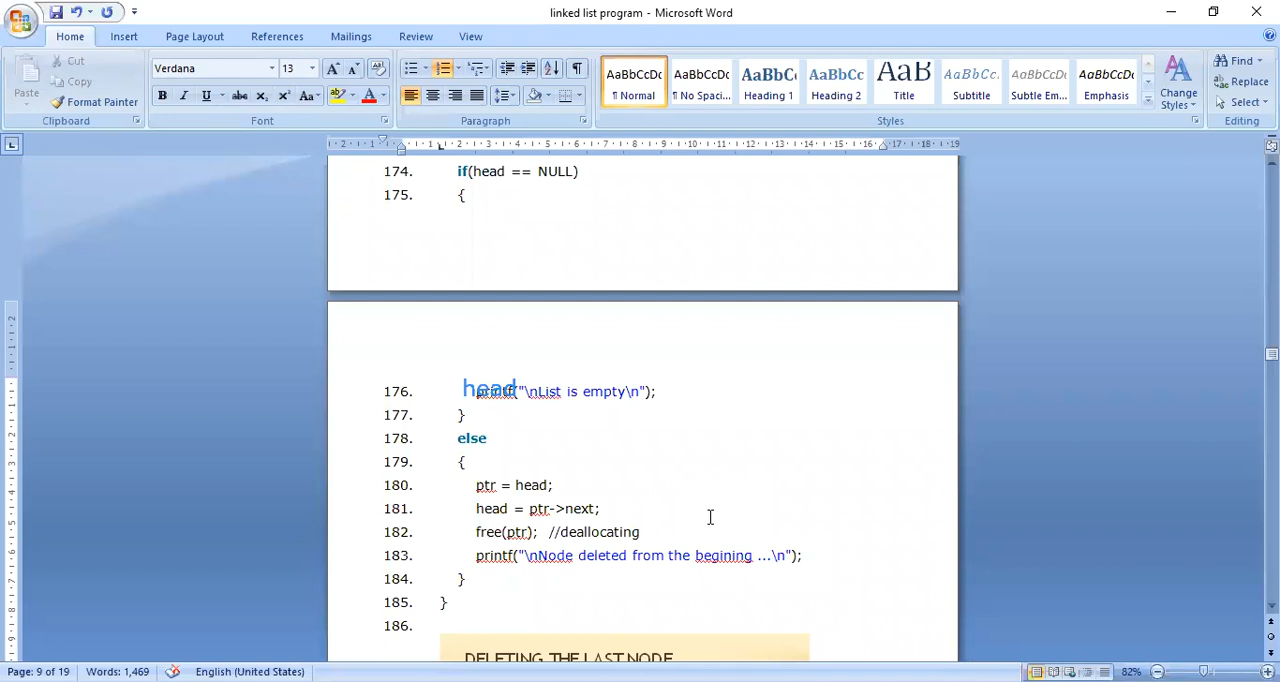 linked list program - Microsoft Word
Home Insert Page Layout References Mailings Review View
Cut
Copy
Paste
Format Painter
Clipboard
Verdana 13
Font
Paragraph
AaBbCcDc AaBbCcDc AaBbC AaBbCc AaB AaBbCc. AaBbCcDc AaBbCcDc
¶ Normal ¶ No Spaci... Heading 1 Heading 2 Title Subtitle Subtle Em... Emphasis
Change Styles
Styles
Find
Replace
Select
Editing
174. if(head == NULL)
175. {
head
176. printf("\nList is empty\n");
177. }
178. else
179. {
180. ptr = head;
181. head = ptr->next;
182. free(ptr); //deallocating
183. printf("\nNode deleted from the begining ...\n");
184. }
185. }
186.
DELETING THE LAST NODE
Page: 9 of 19 Words: 1,469 English (United States) 82%